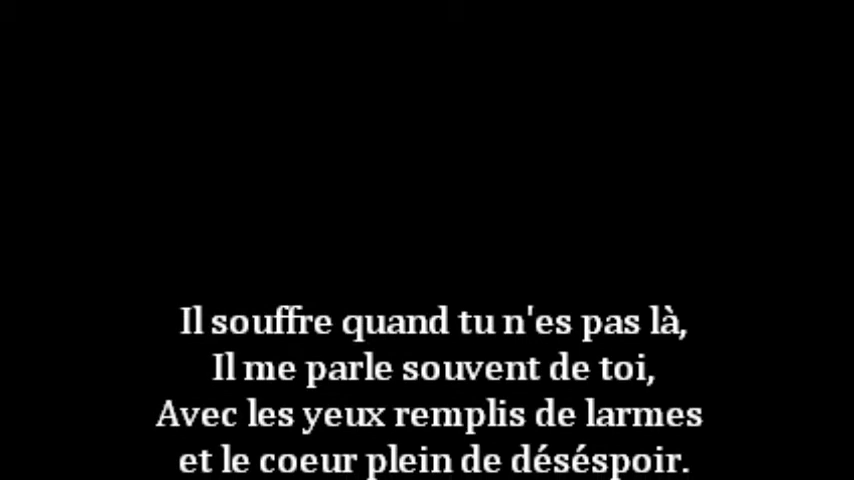 Il souffre quand tu n'es pas là,
Il me parle souvent de toi,
Avec les yeux remplis de larmes
et le coeur plein de déséspoir.